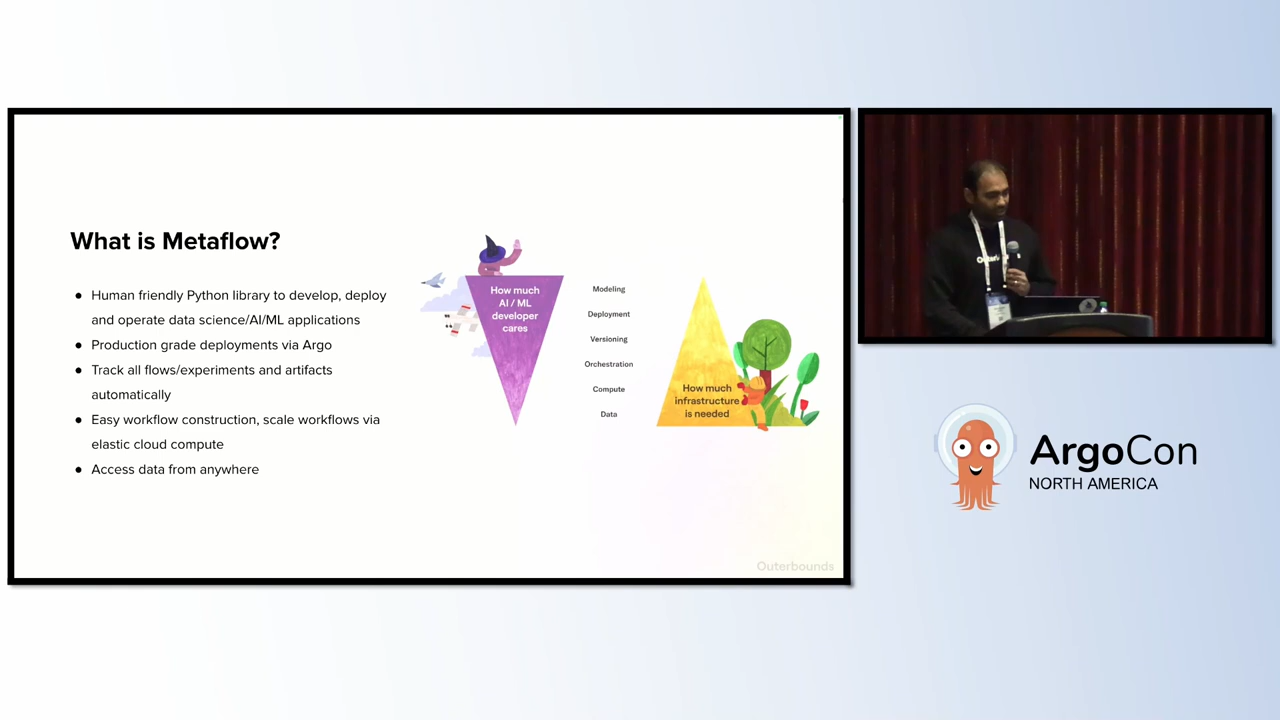 What is Metaflow?
● Human friendly Python library to develop, deploy
and operate data science/AI/ML applications
● Production grade deployments via Argo
● Track all flows/experiments and artifacts
automatically
● Easy workflow construction, scale workflows via
elastic cloud compute
● Access data from anywhere
How much
AI / ML
developer
cares
Modeling
Deployment
Versioning
Orchestration
Compute
Data
How much
infrastructure
is needed
Outerbounds
ArgoCon
NORTH AMERICA